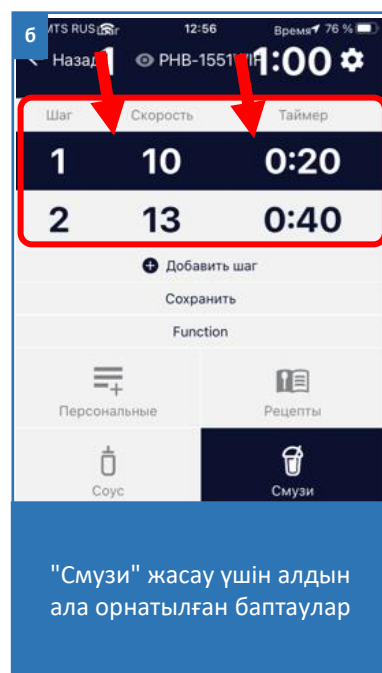 6
MTS RUS 12:56 Время 76 %
Назад 1 PHB-1551 1:00
Шаг Скорость Таймер
1 10 0:20
2 13 0:40
Добавить шаг
Сохранить
Function
Персональные Рецепты
Соус Смузи
"Смузи" жасау үшін алдын
ала орнатылған баптаулар